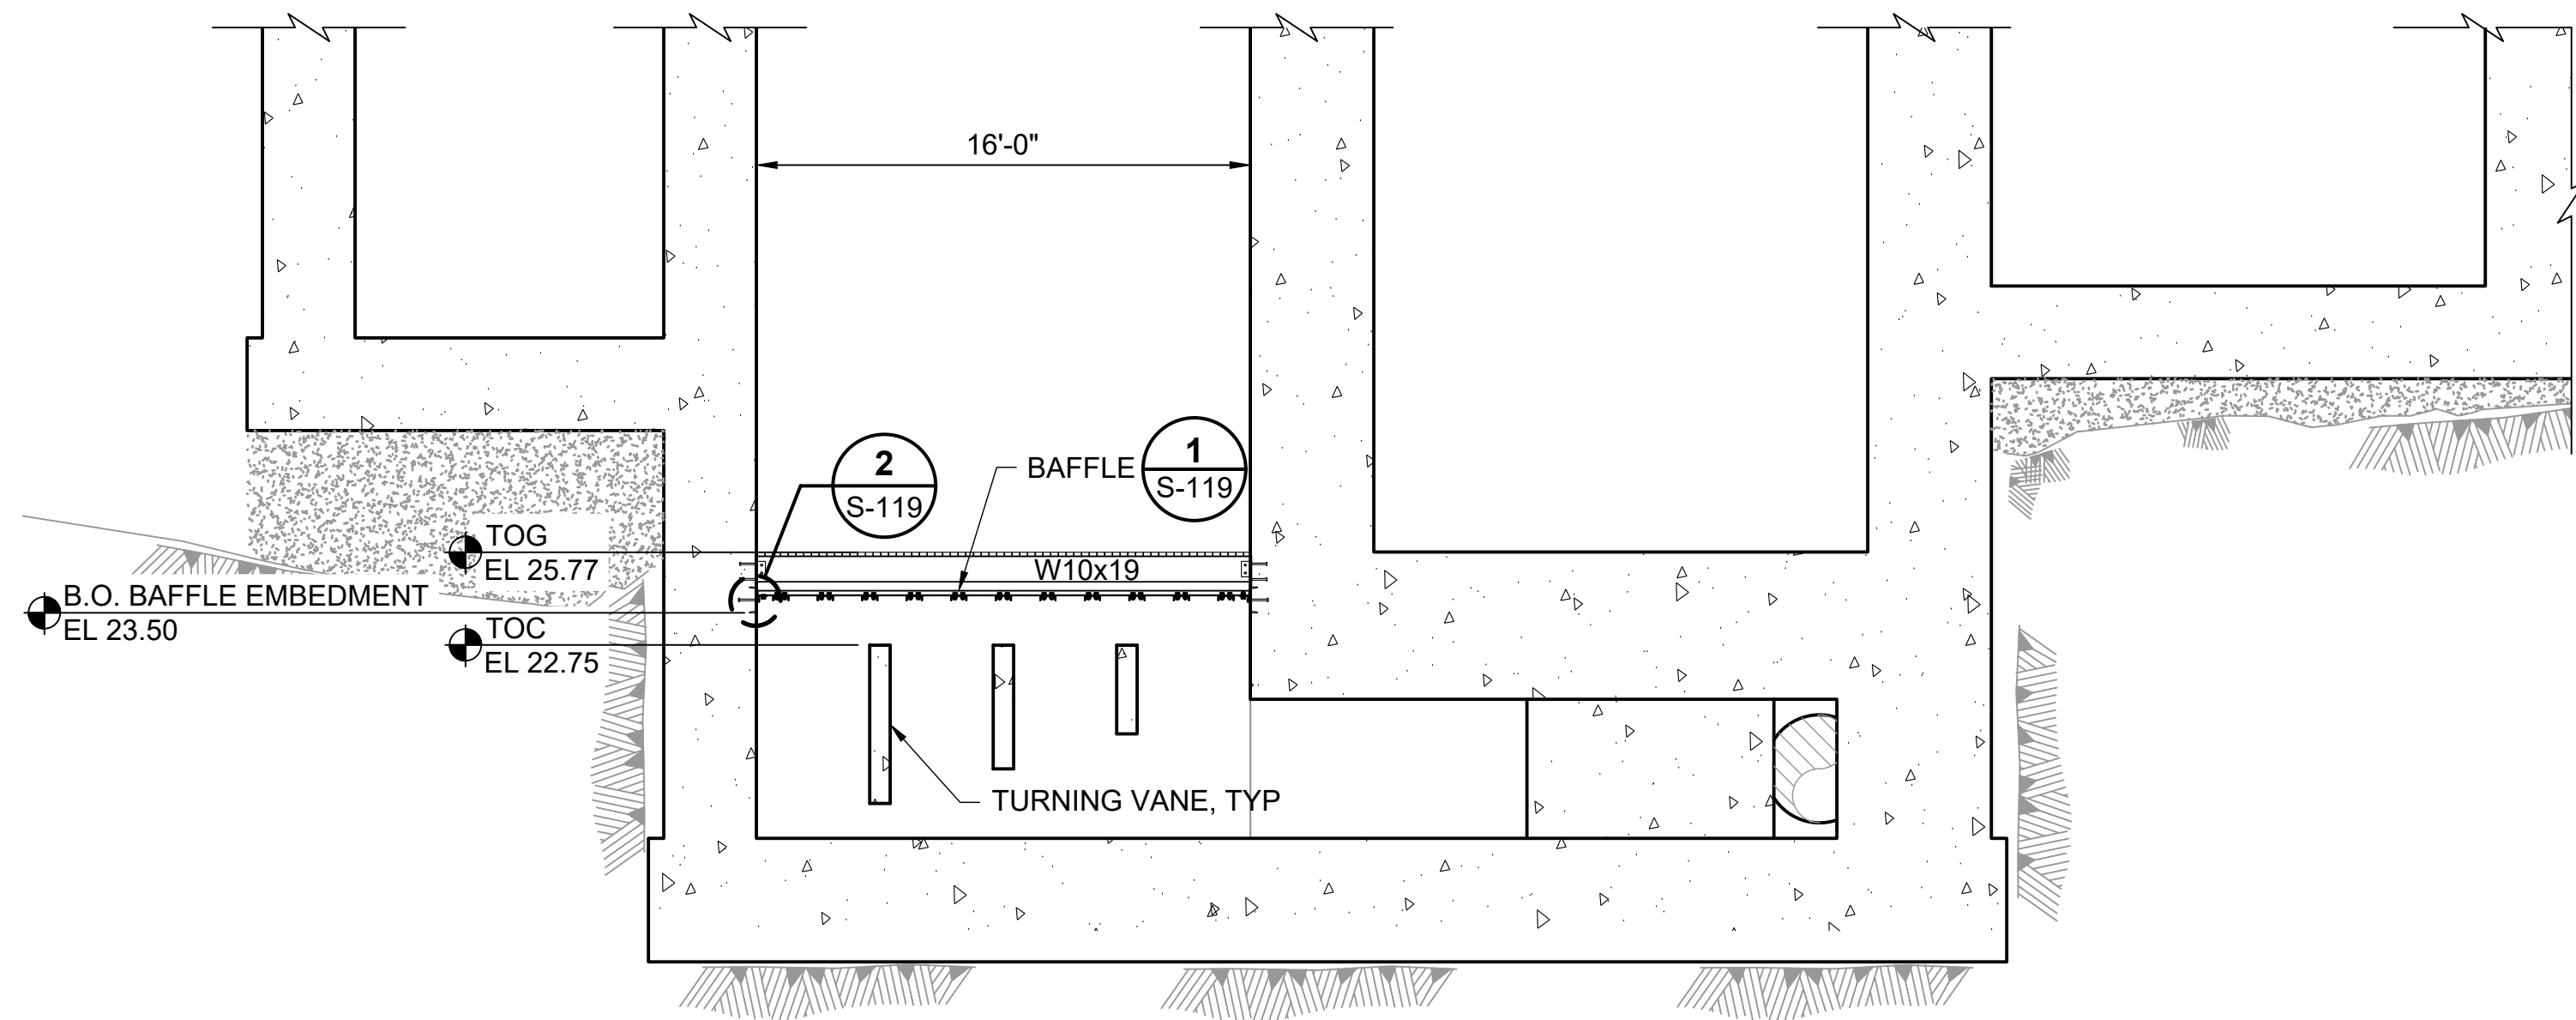 16'-0"
2
S-119
BAFFLE
1
S-119
TOG
EL 25.77
W10x19
B.O. BAFFLE EMBEDMENT
EL 23.50
TOC
EL 22.75
TURNING VANE, TYP